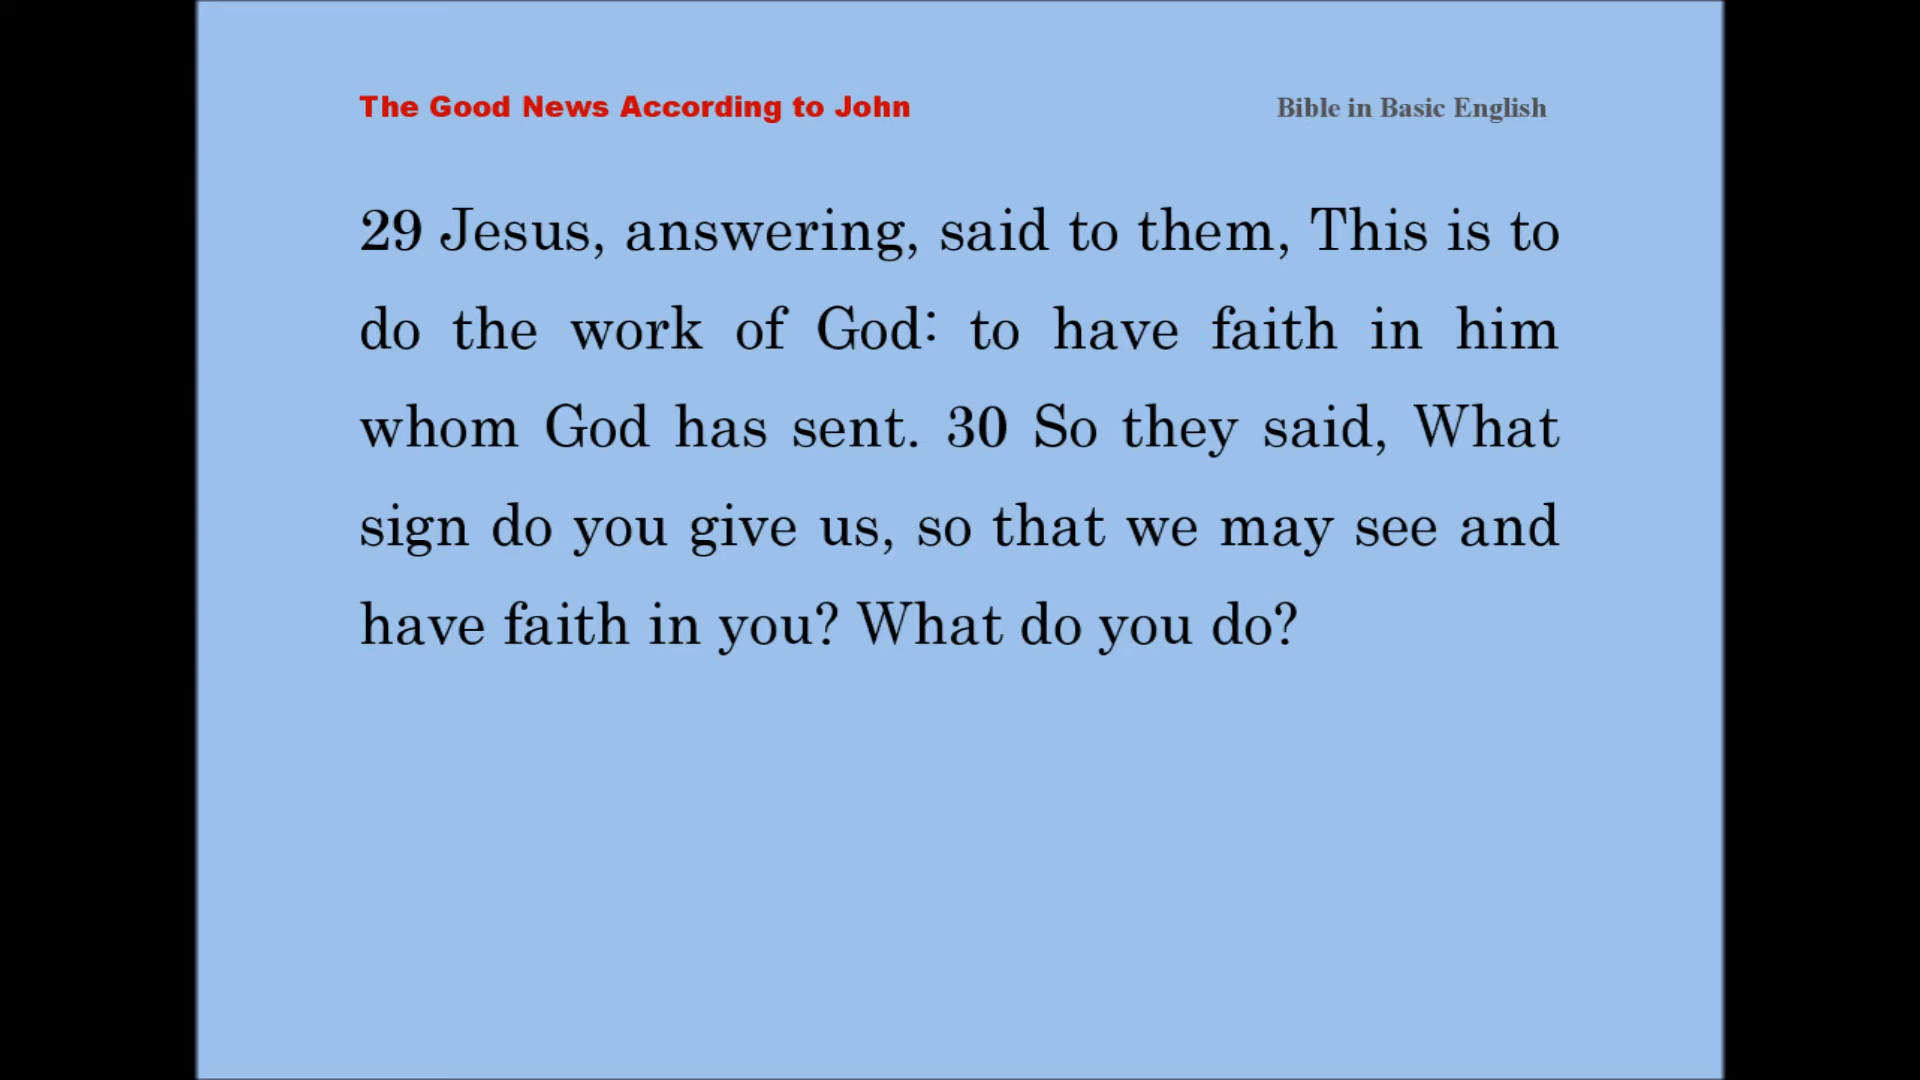 The Good News According to John
Bible in Basic English
29 Jesus, answering, said to them, This is to
do the work of God: to have faith in him
whom God has sent. 30 So they said, What
sign do you give us, so that we may see and
have faith in you? What do you do?